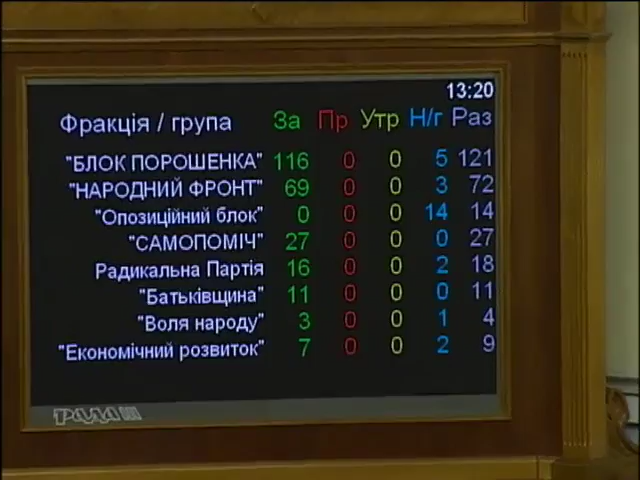 13:20
Фракція / група За Пр Утр Н/г Раз
"БЛОК ПОРОШЕНКА" 116 0 0 5 121
"НАРОДНИЙ ФРОНТ" 69 0 0 3 72
"Опозиційний блок" 0 0 0 14 14
"САМОПОМІЧ" 27 0 0 0 27
Радикальна Партія 16 0 0 2 18
"Батьківщина" 11 0 0 0 11
"Воля народу" 3 0 0 1 4
"Економічний розвиток" 7 0 0 2 9
РАДА